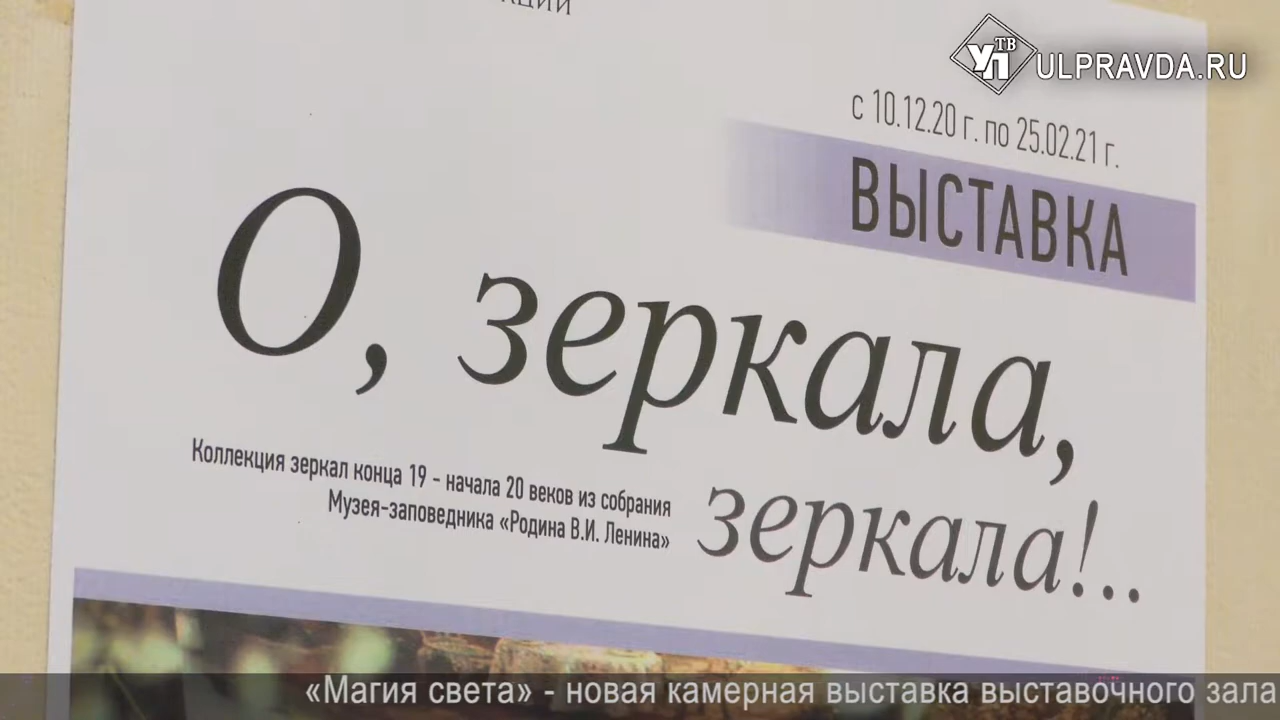 УП ТВ
ULPRAVDA.RU
с 10.12.20 г. по 25.02.21 г.
ВЫСТАВКА
О, зеркала,
зеркала!..
Коллекция зеркал конца 19 - начала 20 веков из собрания
Музея-заповедника «Родина В.И. Ленина»
«Магия света» - новая камерная выставка выставочного зала